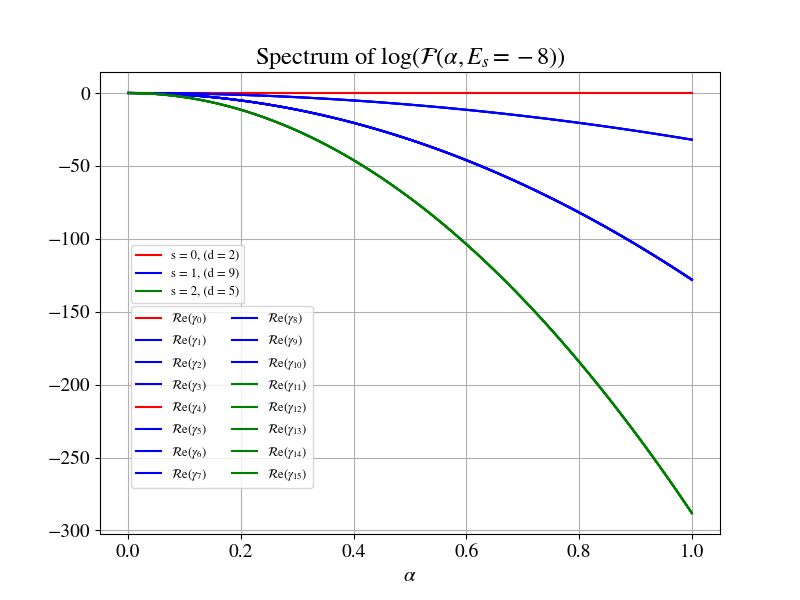 Spectrum of log(ℱ(α, E_s = −8))
0
−50
−100
−150
−200
−250
−300
s = 0, (d = 2)
s = 1, (d = 9)
s = 2, (d = 5)
ℛe(γ₀) ℛe(γ₈)
ℛe(γ₁) ℛe(γ₉)
ℛe(γ₂) ℛe(γ₁₀)
ℛe(γ₃) ℛe(γ₁₁)
ℛe(γ₄) ℛe(γ₁₂)
ℛe(γ₅) ℛe(γ₁₃)
ℛe(γ₆) ℛe(γ₁₄)
ℛe(γ₇) ℛe(γ₁₅)
0.0 0.2 0.4 0.6 0.8 1.0
α